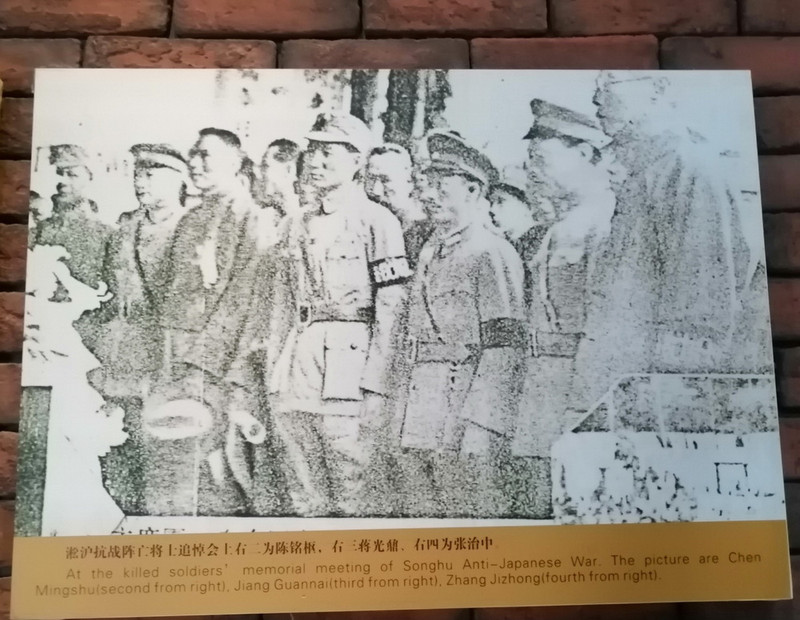 淞沪抗战阵亡将士追悼会上右二为陈铭枢，右三蒋光鼐、右四为张治中。
At the killed soldiers' memorial meeting of Songhu Anti-Japanese War. The picture are Chen
Mingshu(second from right), Jiang Guannai(third from right), Zhang Jizhong(fourth from right).